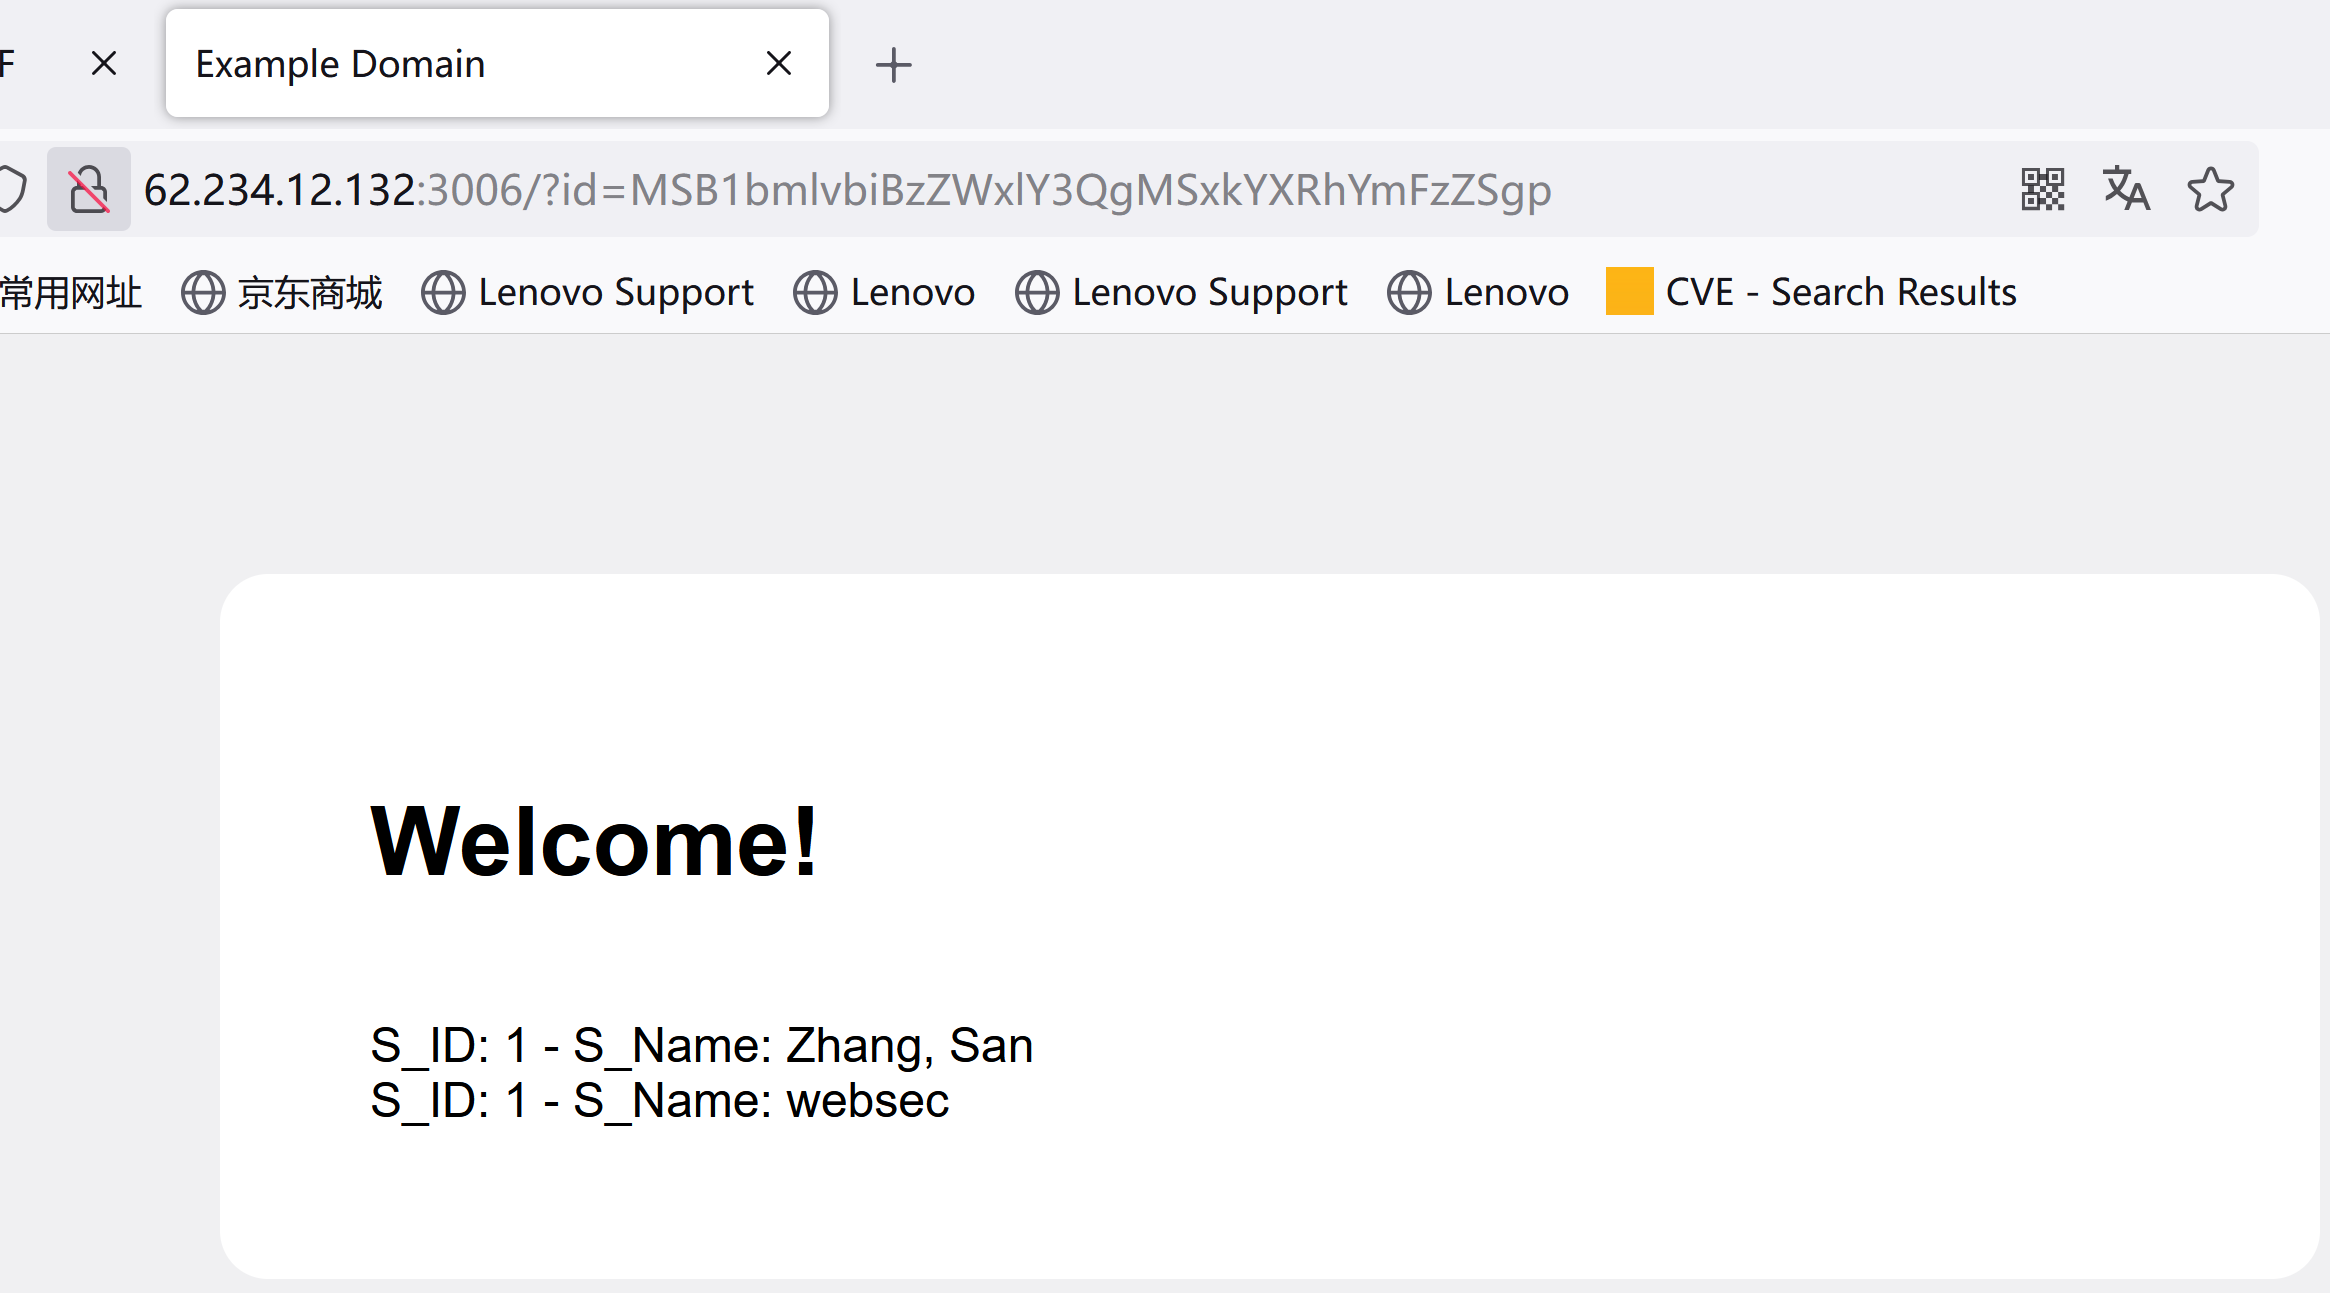 F
Example Domain
62.234.12.132:3006/?id=MSB1bmlvbiBzZWxlY3QgMSxkYXRhYmFzZSgp
常用网址 京东商城 Lenovo Support Lenovo Lenovo Support Lenovo CVE - Search Results
Welcome!
S_ID: 1 - S_Name: Zhang, San
S_ID: 1 - S_Name: websec